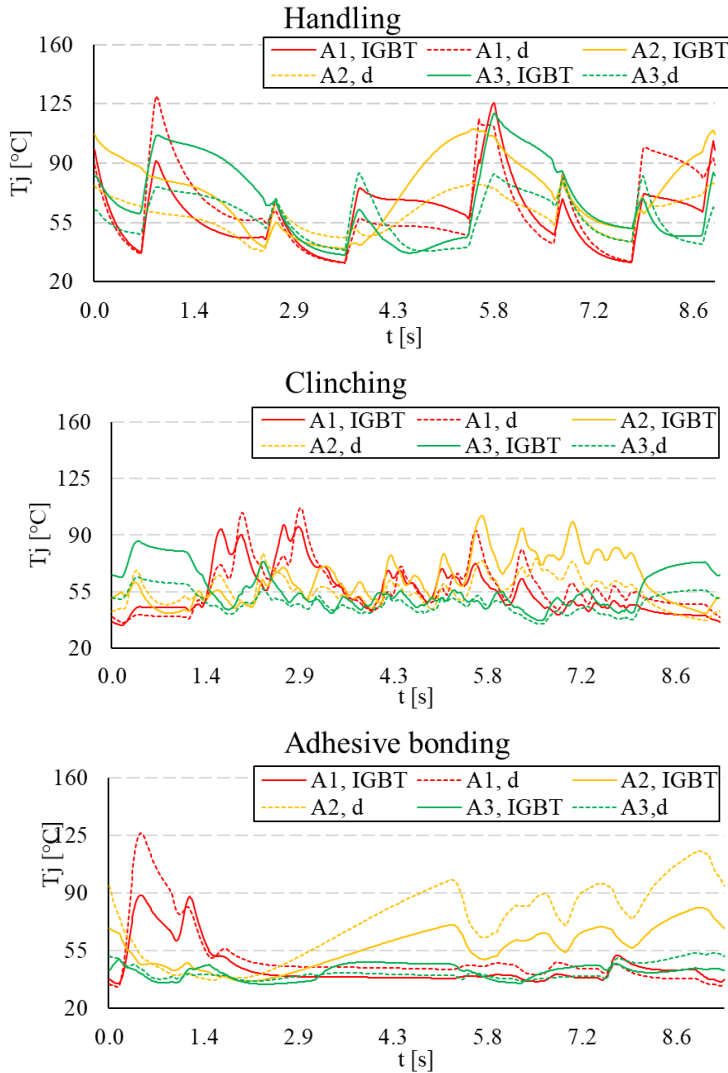 Handling
160
A1, IGBT A1, d A2, IGBT
A2, d A3, IGBT A3,d
125
90
55
20
Tj [°C]
0.0 1.4 2.9 4.3 5.8 7.2 8.6
t [s]
Clinching
160
A1, IGBT A1, d A2, IGBT
A2, d A3, IGBT A3,d
125
90
55
20
Tj [°C]
0.0 1.4 2.9 4.3 5.8 7.2 8.6
t [s]
Adhesive bonding
160
A1, IGBT A1, d A2, IGBT
A2, d A3, IGBT A3,d
125
90
55
20
Tj [°C]
0.0 1.4 2.9 4.3 5.8 7.2 8.6
t [s]